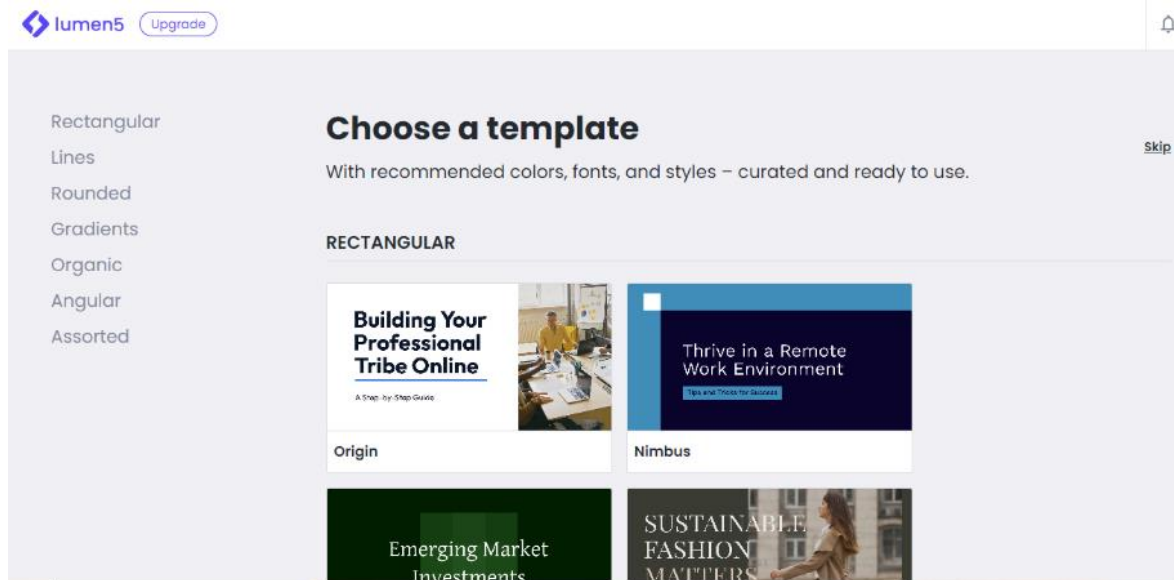 lumen5 Upgrade
Rectangular
Lines
Rounded
Gradients
Organic
Angular
Assorted
Choose a template
Skip
With recommended colors, fonts, and styles – curated and ready to use.
RECTANGULAR
Building Your
Professional
Tribe Online
A Step-by-Step Guide
Origin
Thrive in a Remote
Work Environment
Tips and Tricks for Success
Nimbus
Emerging Market
Investments
SUSTAINABLE
FASHION
MATTERS